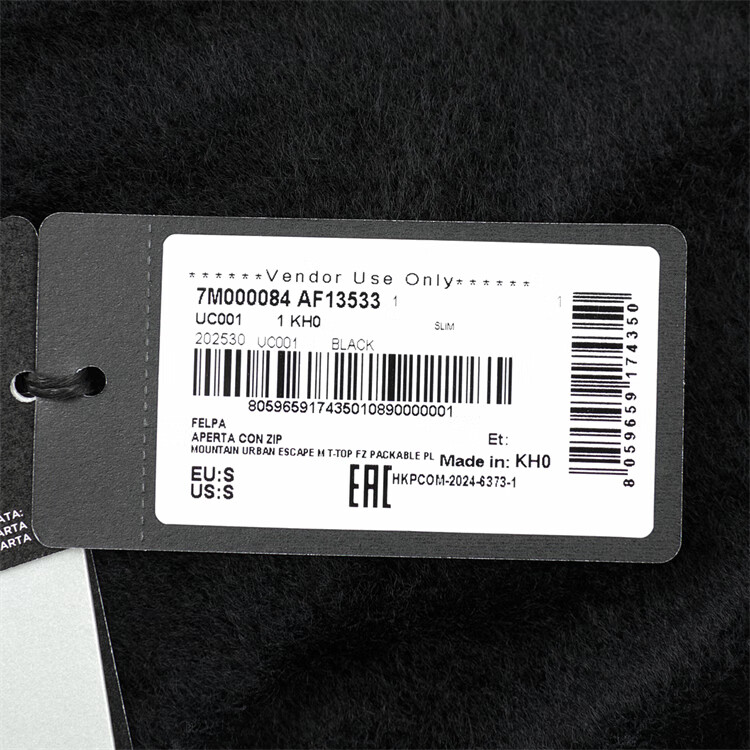 ******Vendor Use Only******
7M000084 AF13533 1 1
UC001 1 KH0
SLIM
202530 UC001 BLACK
805965917435010890000001
FELPA
APERTA CON ZIP
Et:
MOUNTAIN URBAN ESCAPE M T-TOP FZ PACKABLE PL
Made in: KH0
EU:S
US:S
EAC
HKPCOM-2024-6373-1
8059659174350
ATA:
ARTA
ARTA